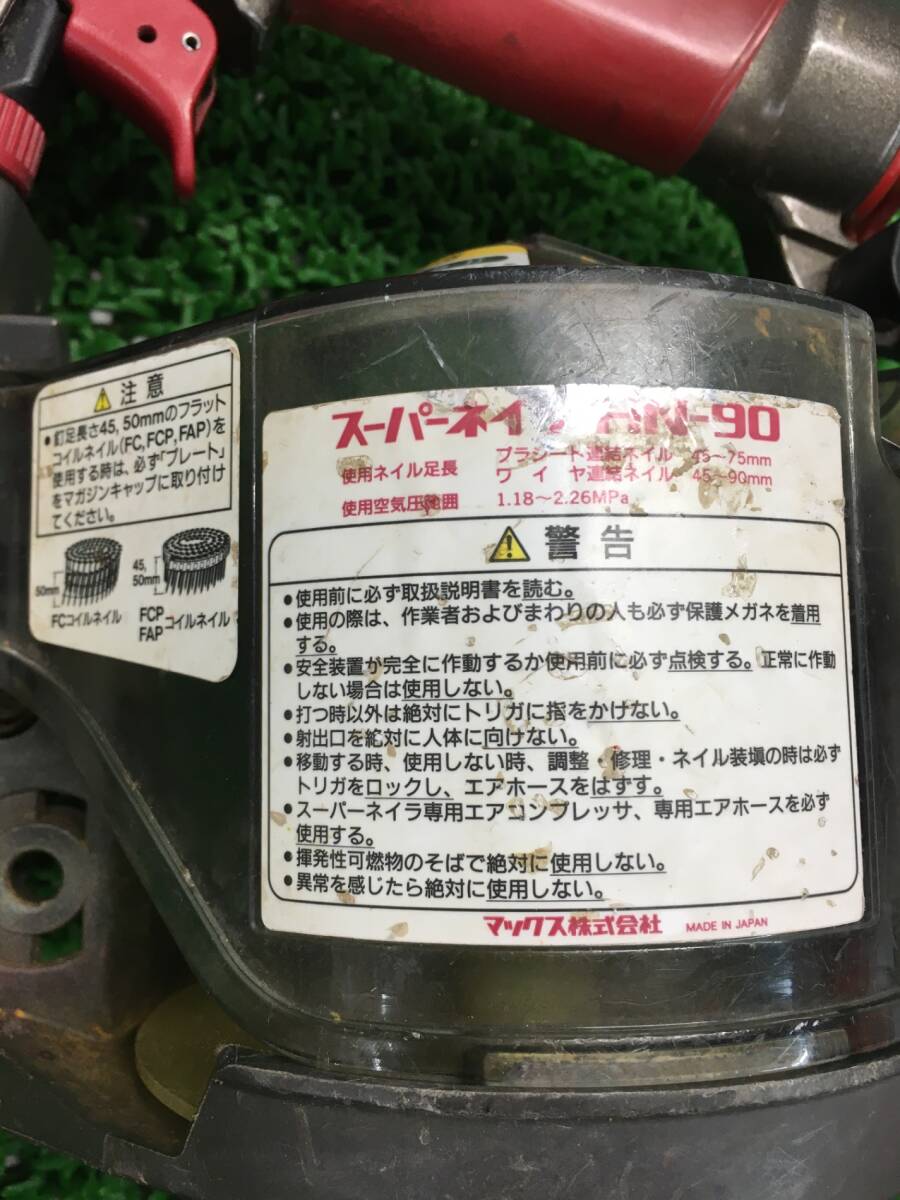 注意
●釘足長さ45,50mmのフラット
コイルネイル(FC,FCP,FAP)を
使用する時は、必ず「プレート」
をマガジンキャップに取り付け
てください。
50mm
45,
50mm
FCコイルネイル
FCP
FAP コイルネイル
スーパーネイ -90
使用ネイル足長 プラシート連結ネイル 45~75mm
ワイヤ連結ネイル 45~90mm
使用空気圧範囲 1.18~2.26MPa
警告
●使用前に必ず取扱説明書を読む。
●使用の際は、作業者およびまわりの人も必ず保護メガネを着用
する。
●安全装置が完全に作動するか使用前に必ず点検する。正常に作動
しない場合は使用しない。
●打つ時以外は絶対にトリガに指をかけない。
●射出口を絶対に人体に向けない。
●移動する時、使用しない時、調整・修理・ネイル装塡の時は必ず
トリガをロックし、エアホースをはずす。
●スーパーネイラ専用エアコンプレッサ、専用エアホースを必ず
使用する。
●揮発性可燃物のそばで絶対に使用しない。
●異常を感じたら絶対に使用しない。
マックス株式会社 MADE IN JAPAN